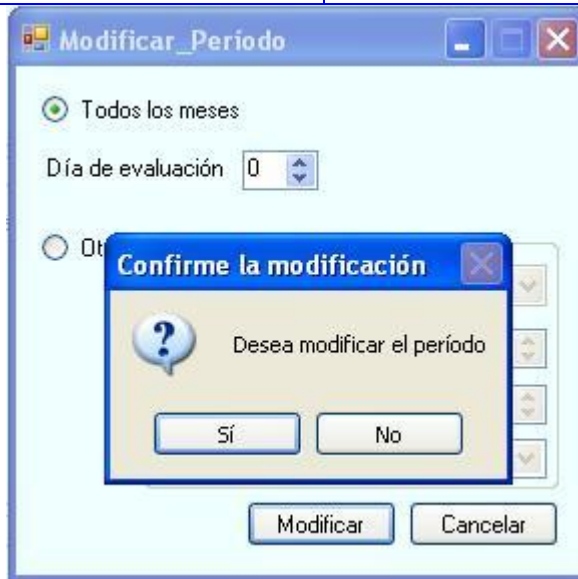 Modificar_Período
Todos los meses
Día de evaluación 0
Confirme la modificación
Desea modificar el período
Sí No
Modificar Cancelar